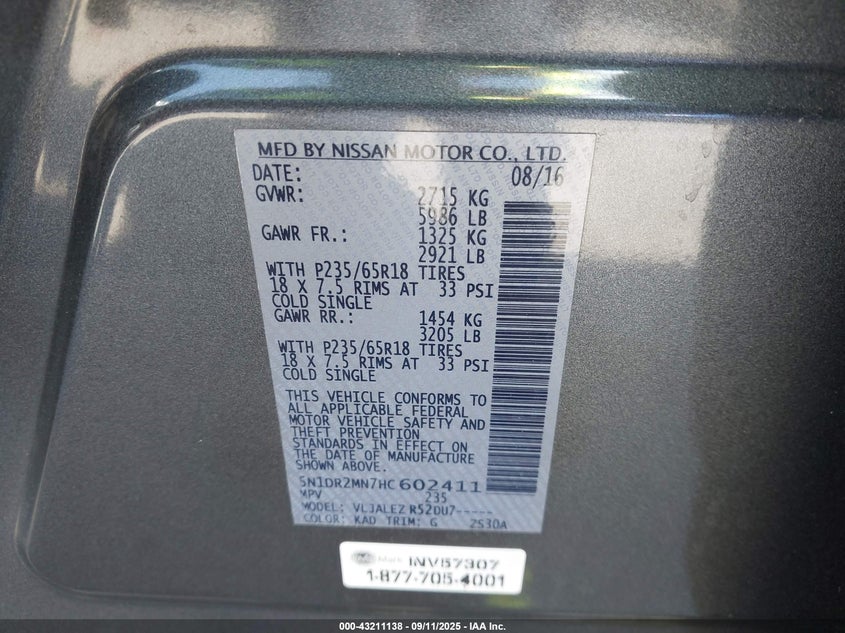 MFD BY NISSAN MOTOR CO., LTD.
DATE: 08/16
GVWR: 2715 KG
5986 LB
GAWR FR.: 1325 KG
2921 LB
WITH P235/65R18 TIRES
18 X 7.5 RIMS AT 33 PSI
COLD SINGLE
GAWR RR.: 1454 KG
3205 LB
WITH P235/65R18 TIRES
18 X 7.5 RIMS AT 33 PSI
COLD SINGLE
THIS VEHICLE CONFORMS TO
ALL APPLICABLE FEDERAL
MOTOR VEHICLE SAFETY AND
THEFT PREVENTION
STANDARDS IN EFFECT ON
THE DATE OF MANUFACTURE
SHOWN ABOVE.
5N1DR2MN7HC602411
MPV 235
MODEL: VLJALEZ R52DU7-----
COLOR: KAD TRIM: G ZS30A
INV57307
1-877-705-4001
000-43211138 - 09/11/2025 - IAA Inc.